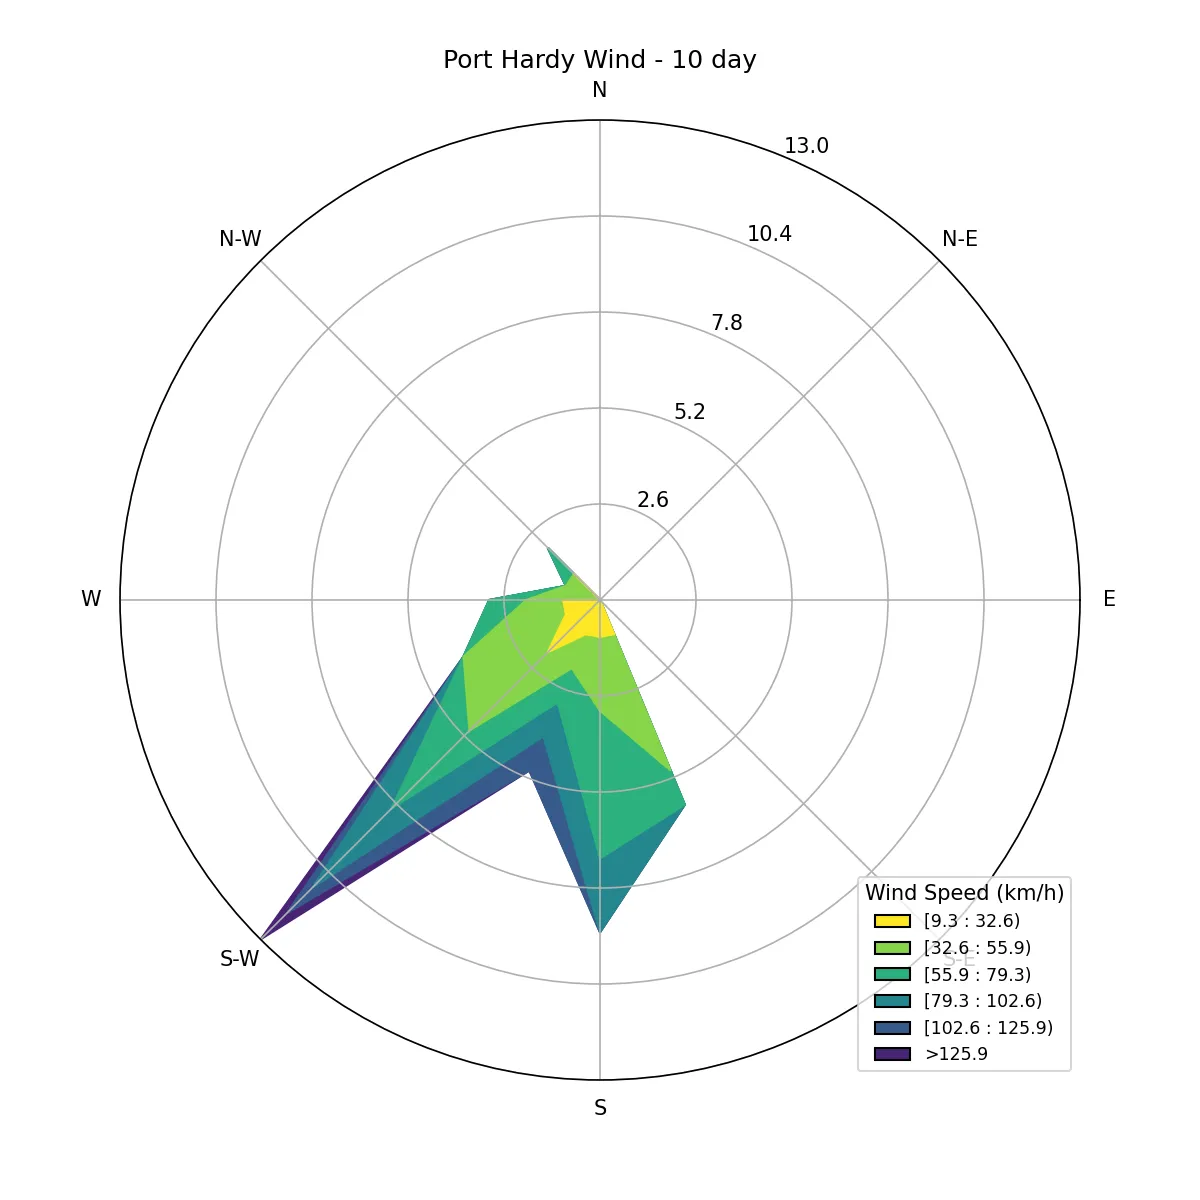 Port Hardy Wind - 10 day
N
13.0
10.4
N-W
N-E
7.8
5.2
2.6
W
E
Wind Speed (km/h)
[9.3 : 32.6)
[32.6 : 55.9)
S-W
S-E
[55.9 : 79.3)
[79.3 : 102.6)
[102.6 : 125.9)
>125.9
S